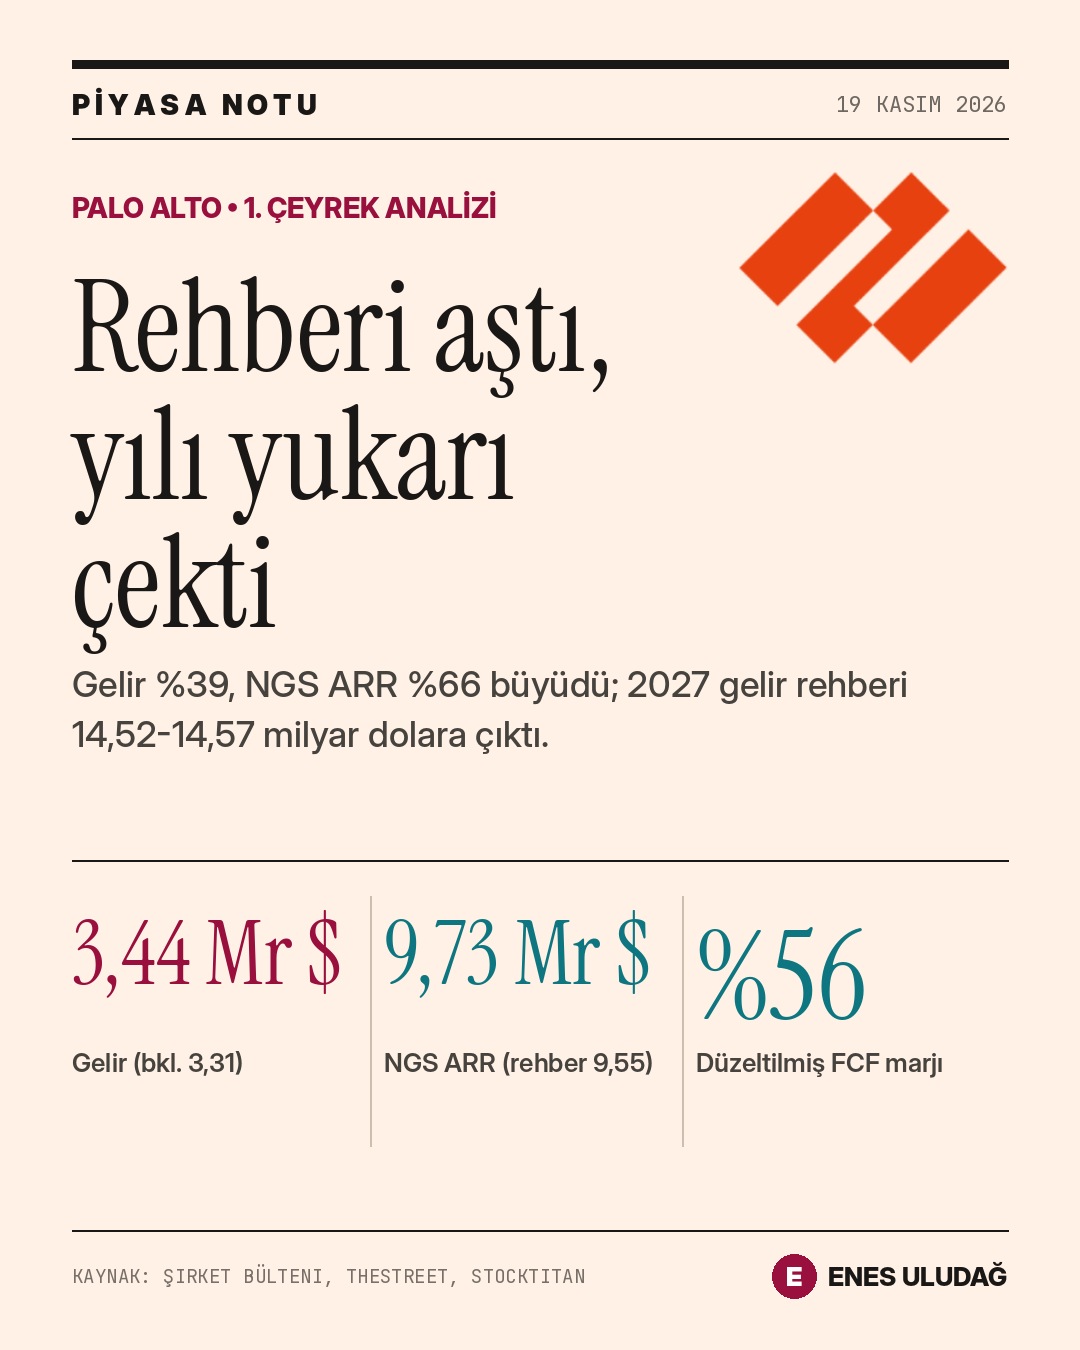 PİYASA NOTU
19 KASIM 2026
PALO ALTO • 1. ÇEYREK ANALİZİ
Rehberi aştı,
yılı yukarı
çekti
Gelir %39, NGS ARR %66 büyüdü; 2027 gelir rehberi
14,52-14,57 milyar dolara çıktı.
3,44 Mr $
Gelir (bkl. 3,31)
9,73 Mr $
NGS ARR (rehber 9,55)
%56
Düzeltilmiş FCF marjı
KAYNAK: ŞIRKET BÜLTENI, THESTREET, STOCKTITAN
E ENES ULUDAĞ